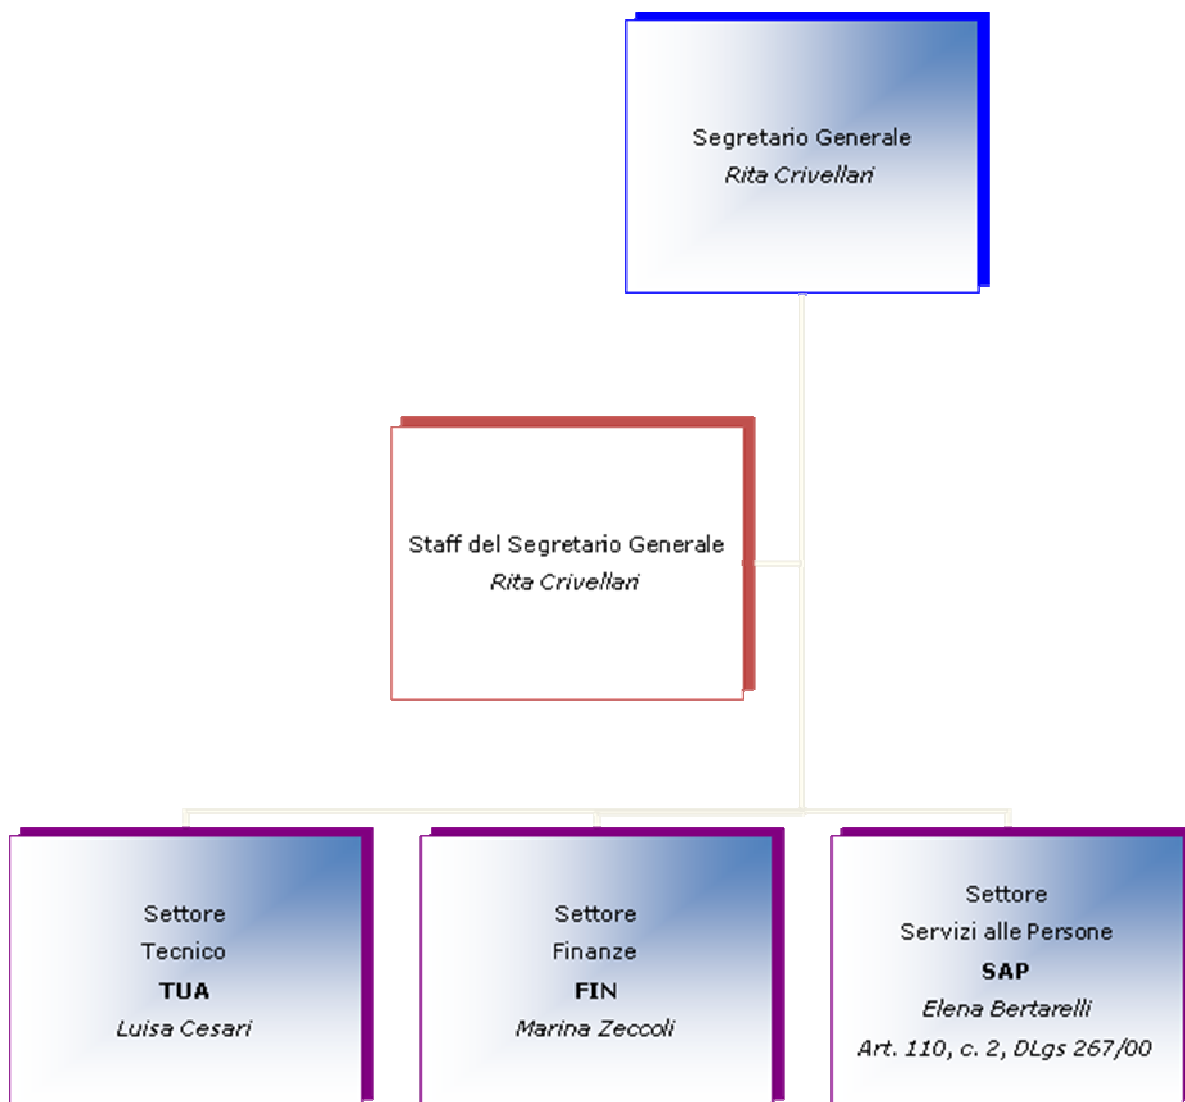 Segretario Generale
Rita Crivellari
Staff del Segretario Generale
Rita Crivellari
Settore
Tecnico
TUA
Luisa Cesari
Settore
Finanze
FIN
Marina Zeccoli
Settore
Servizi alle Persone
SAP
Elena Bertarelli
Art. 110, c. 2, DLgs 267/00